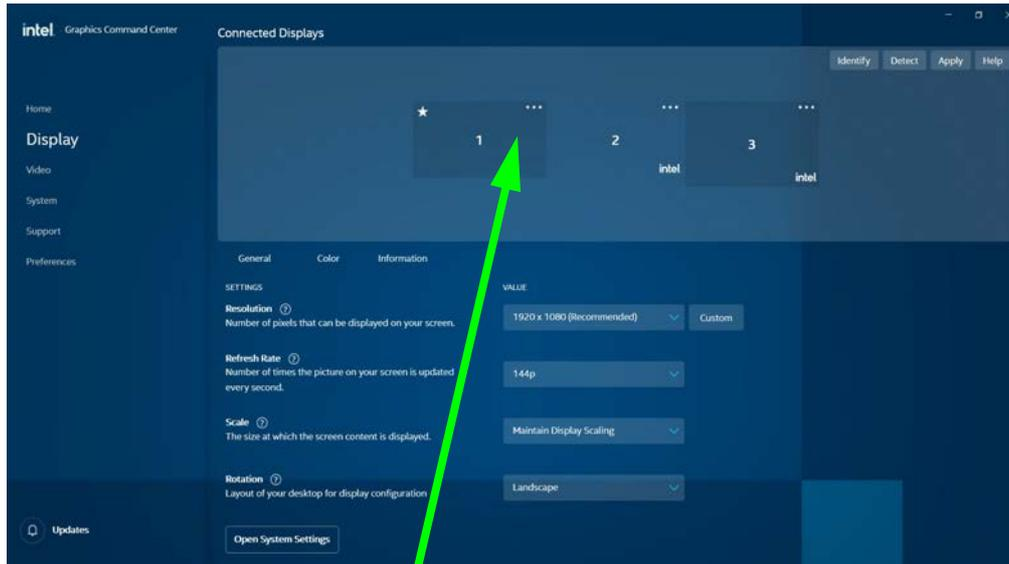 intel. Graphics Command Center
Connected Displays
Identify Detect Apply Help
Home
Display
Video
System
Support
Preferences
1
2
intel
3
intel
General Color Information
SETTINGS VALUE
Resolution ?
Number of pixels that can be displayed on your screen.
1920 x 1080 (Recommended) Custom
Refresh Rate ?
Number of times the picture on your screen is updated
every second.
144p
Scale ?
The size at which the screen content is displayed.
Maintain Display Scaling
Rotation ?
Layout of your desktop for display configuration
Landscape
Updates
Open System Settings